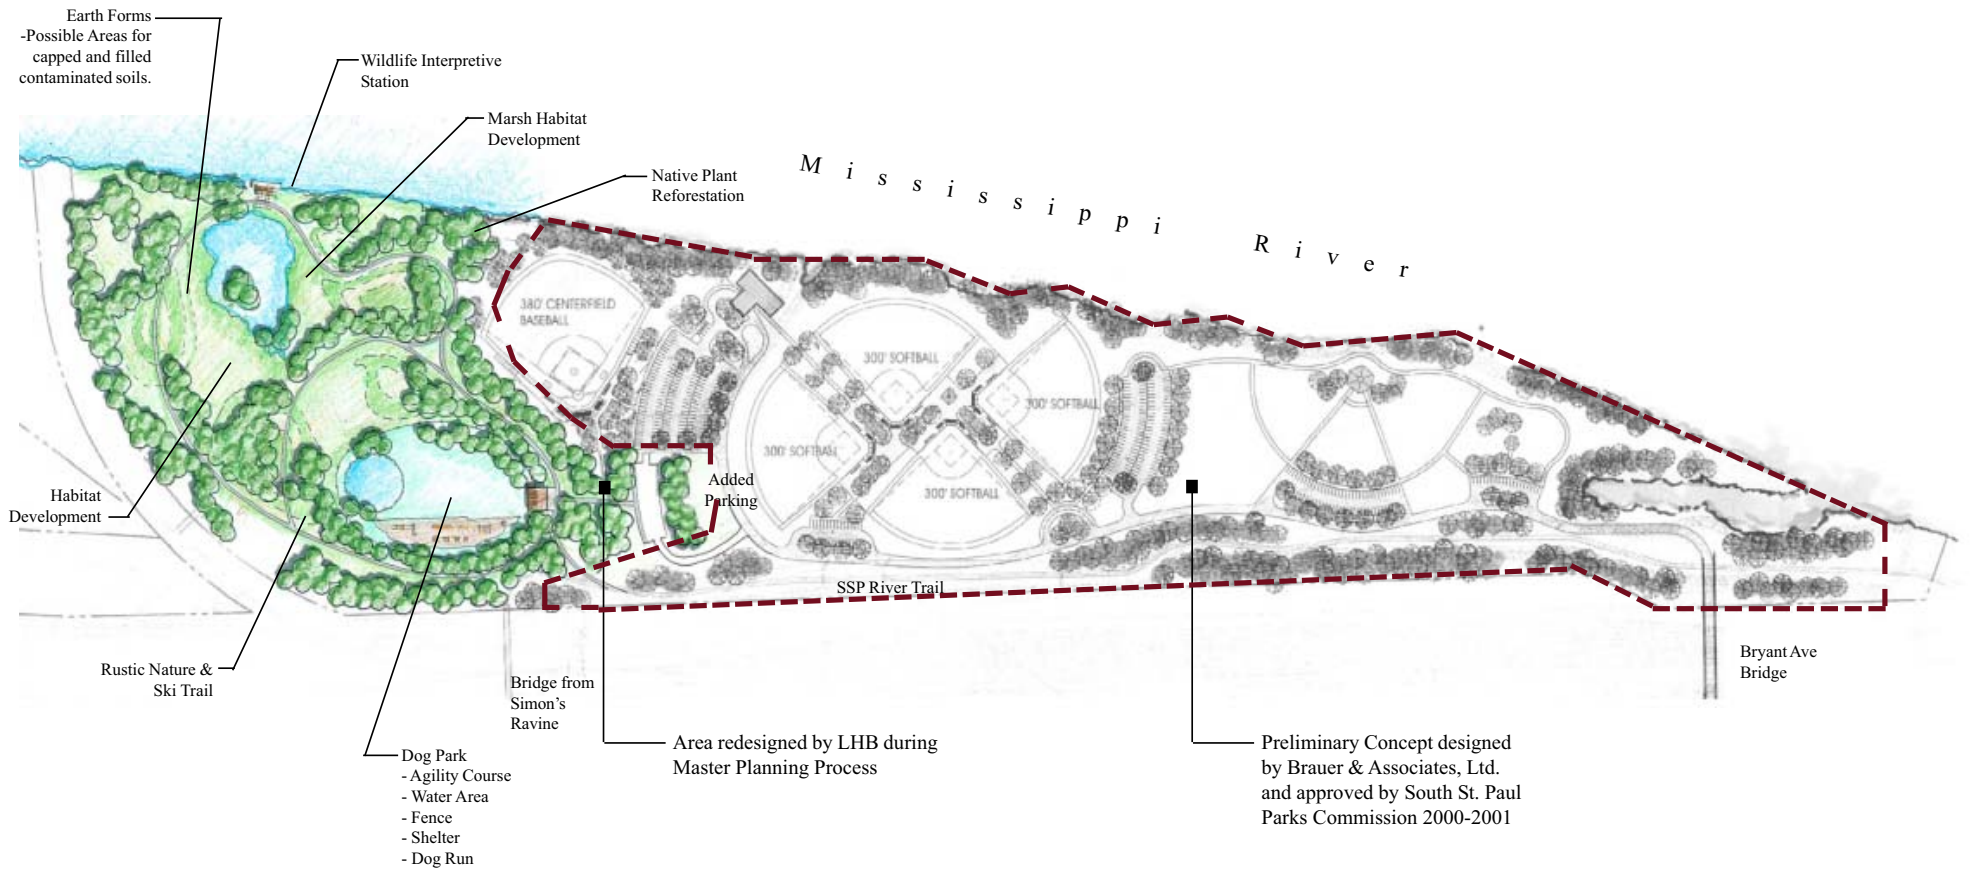 Earth Forms
-Possible Areas for
capped and filled
contaminated soils.
Wildlife Interpretive
Station
Marsh Habitat
Development
Native Plant
Reforestation
Mississippi River
380' CENTERFIELD
BASEBALL
300' SOFTBALL
300' SOFTBALL
300' SOFTBALL
300' SOFTBALL
Added
Parking
Habitat
Development
SSP River Trail
Rustic Nature &
Ski Trail
Bridge from
Simon's
Ravine
Bryant Ave
Bridge
Dog Park
- Agility Course
- Water Area
- Fence
- Shelter
- Dog Run
Area redesigned by LHB during
Master Planning Process
Preliminary Concept designed
by Brauer & Associates, Ltd.
and approved by South St. Paul
Parks Commission 2000-2001